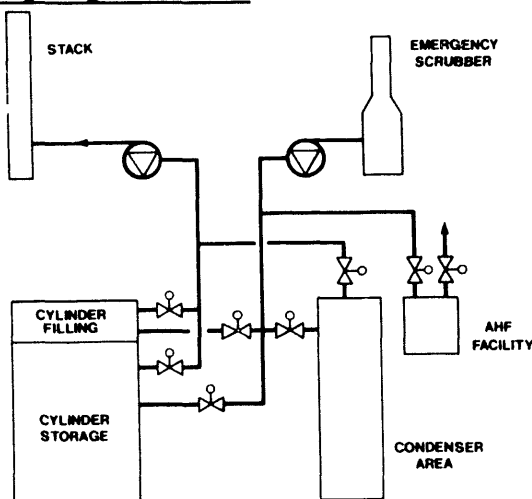 STACK
EMERGENCY
SCRUBBER
CYLINDER
FILLING
AHF
FACILITY
CYLINDER
STORAGE
CONDENSER
AREA